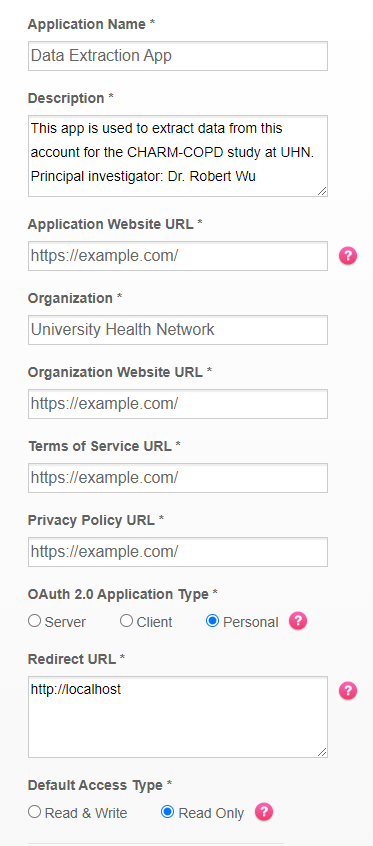 Application Name *
Data Extraction App
Description *
This app is used to extract data from this
account for the CHARM-COPD study at UHN.
Principal investigator: Dr. Robert Wu
Application Website URL *
https://example.com/
?
Organization *
University Health Network
Organization Website URL *
https://example.com/
Terms of Service URL *
https://example.com/
Privacy Policy URL *
https://example.com/
OAuth 2.0 Application Type *
Server Client Personal ?
Redirect URL *
http://localhost
?
Default Access Type *
Read & Write Read Only ?